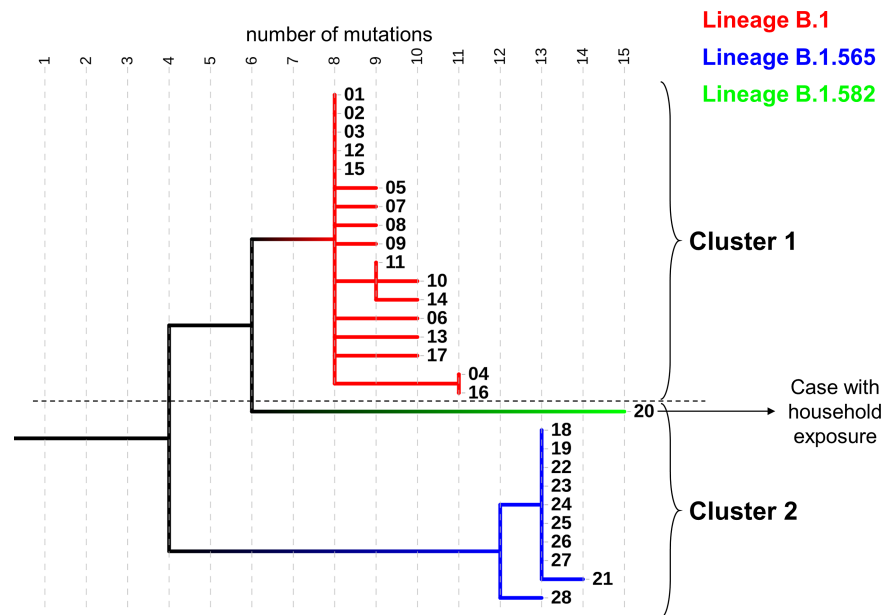 number of mutations
1 2 3 4 5 6 7 8 9 10 11 12 13 14 15
Lineage B.1
Lineage B.1.565
Lineage B.1.582
01
02
03
12
15
05
07
08
09
11
10
14
06
13
17
04
16
Cluster 1
20
Case with
household
exposure
18
19
22
23
24
25
26
27
21
28
Cluster 2